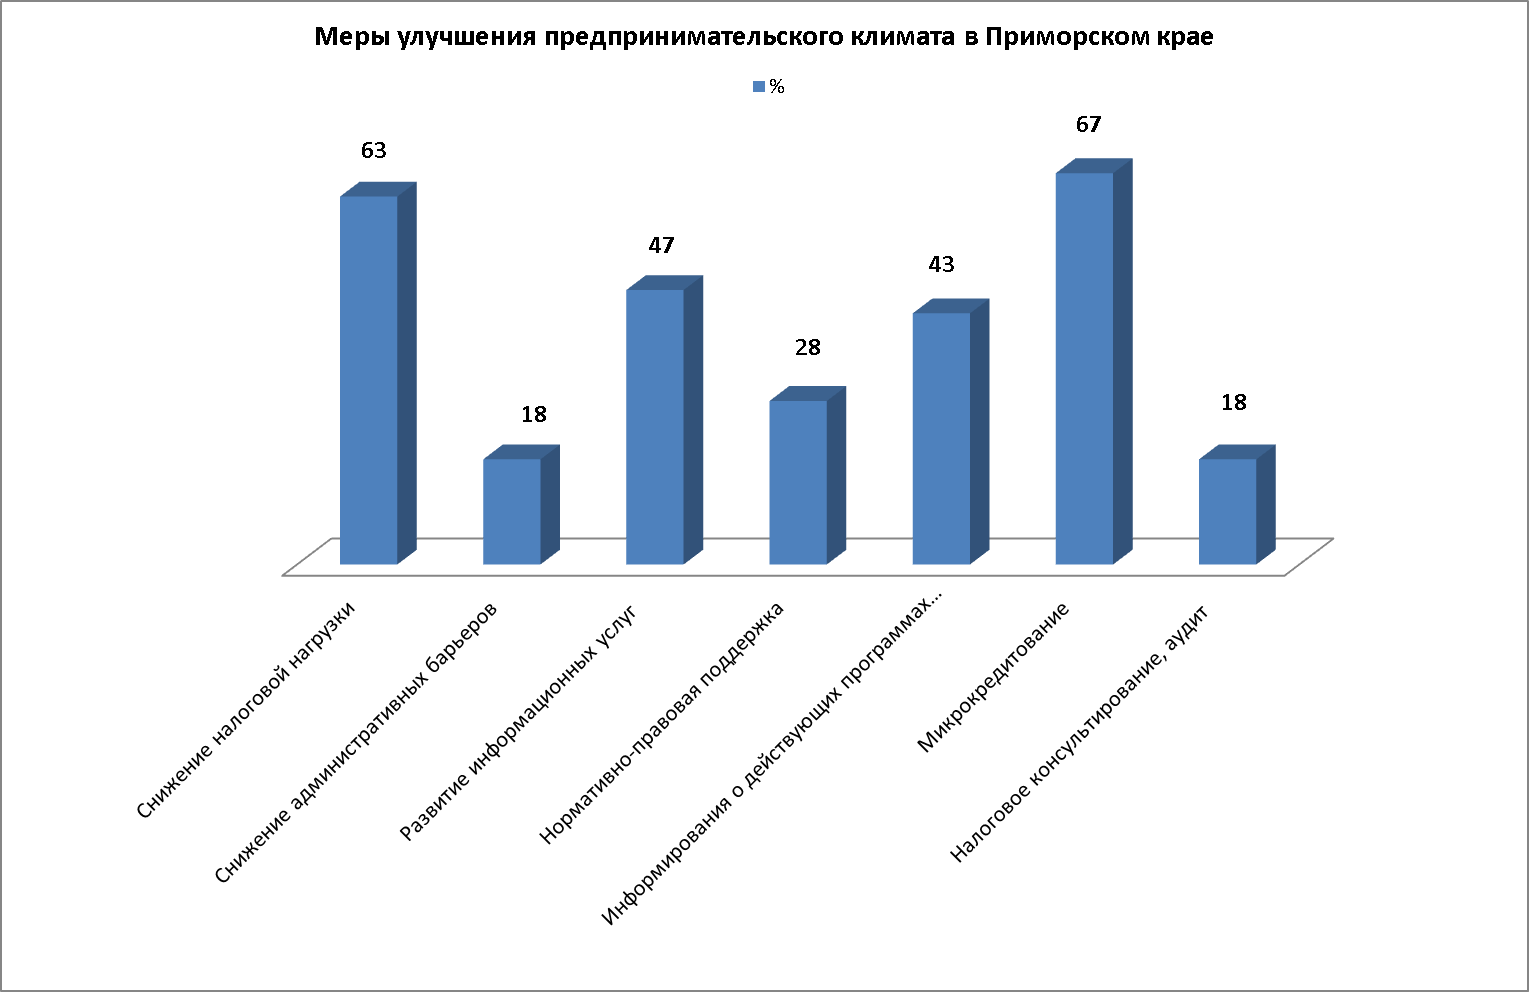 Меры улучшения предпринимательского климата в Приморском крае
%
63
18
47
28
43
67
18
Снижение налоговой нагрузки
Снижение административных барьеров
Развитие информационных услуг
Нормативно-правовая поддержка
Информирования о действующих программах...
Микрокредитование
Налоговое консультирование, аудит